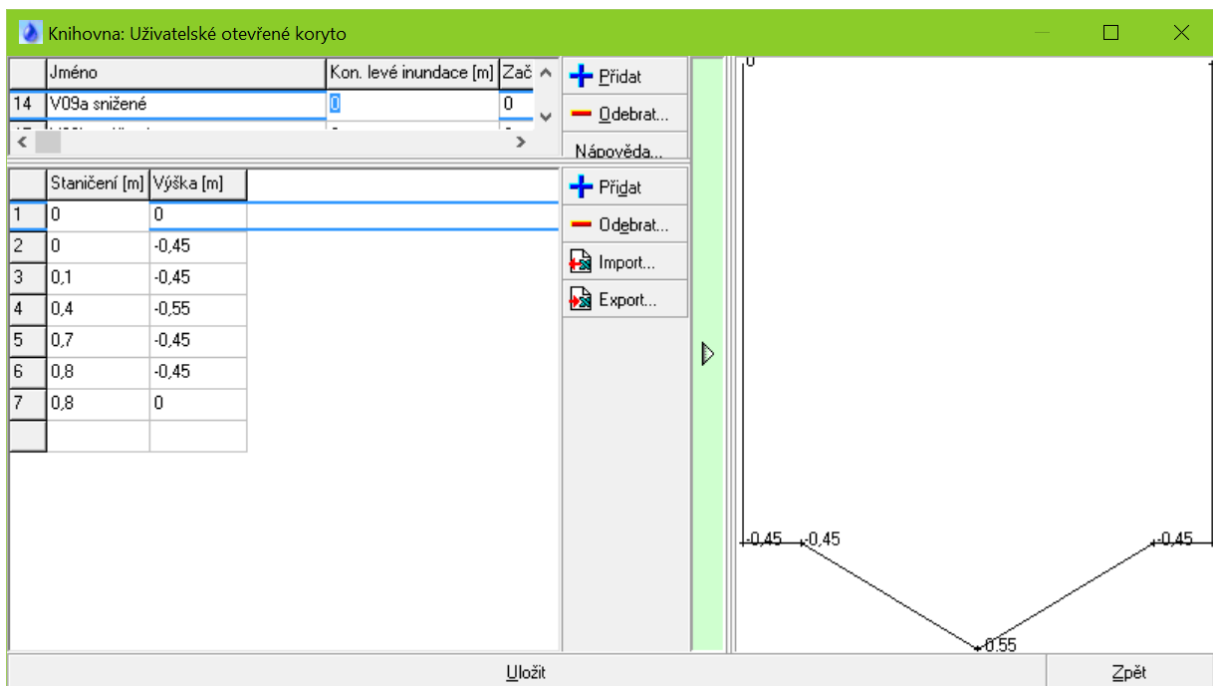 Knihovna: Uživatelské otevřené koryto
Jméno Kon. levé inundace [m] Zač
14 V09a snižené 0 0
Přidat
Odebrat...
Nápověda...
Staničení [m] Výška [m]
1 0 0
2 0 -0,45
3 0,1 -0,45
4 0,4 -0,55
5 0,7 -0,45
6 0,8 -0,45
7 0,8 0
Přidat
Odebrat...
Import...
Export...
0
-0,45 -0,45 -0,45
-0.55
Uložit Zpět